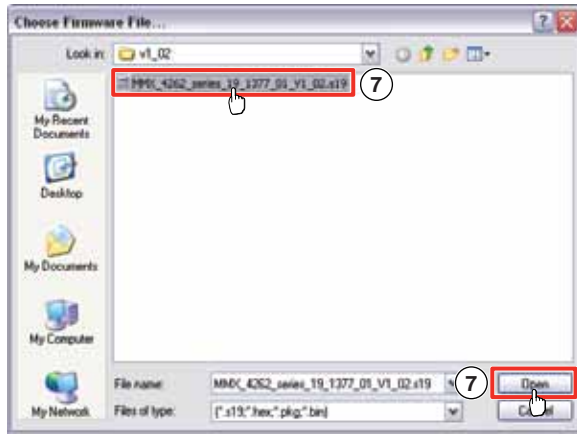 Choose Firmware File...
Look in: v1_02
MMX_4262_series_19_1377_01_V1_02.s19 7
My Recent
Documents
Desktop
My Documents
My Computer
My Network
File name: MMX_4262_series_19_1377_01_V1_02.s19 7 Open
Files of type: (*.s19;*.hex;*.pkg;*.bin) Cancel